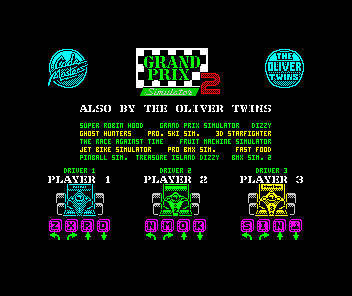 Code Masters
GRAND PRIX Simulator 2
THE OLIVER TWINS
ALSO BY THE OLIVER TWINS
SUPER ROBIN HOOD GRAND PRIX SIMULATOR DIZZY
GHOST HUNTERS PRO. SKI SIM. 3D STARFIGHTER
THE RACE AGAINST TIME FRUIT MACHINE SIMULATOR
JET BIKE SIMULATOR PRO BMX SIM. FAST FOOD
PINBALL SIM. TREASURE ISLAND DIZZY BMX SIM. 2
DRIVER 1 DRIVER 2 DRIVER 3
PLAYER 1 PLAYER 2 PLAYER 3
Z X A D N M O K